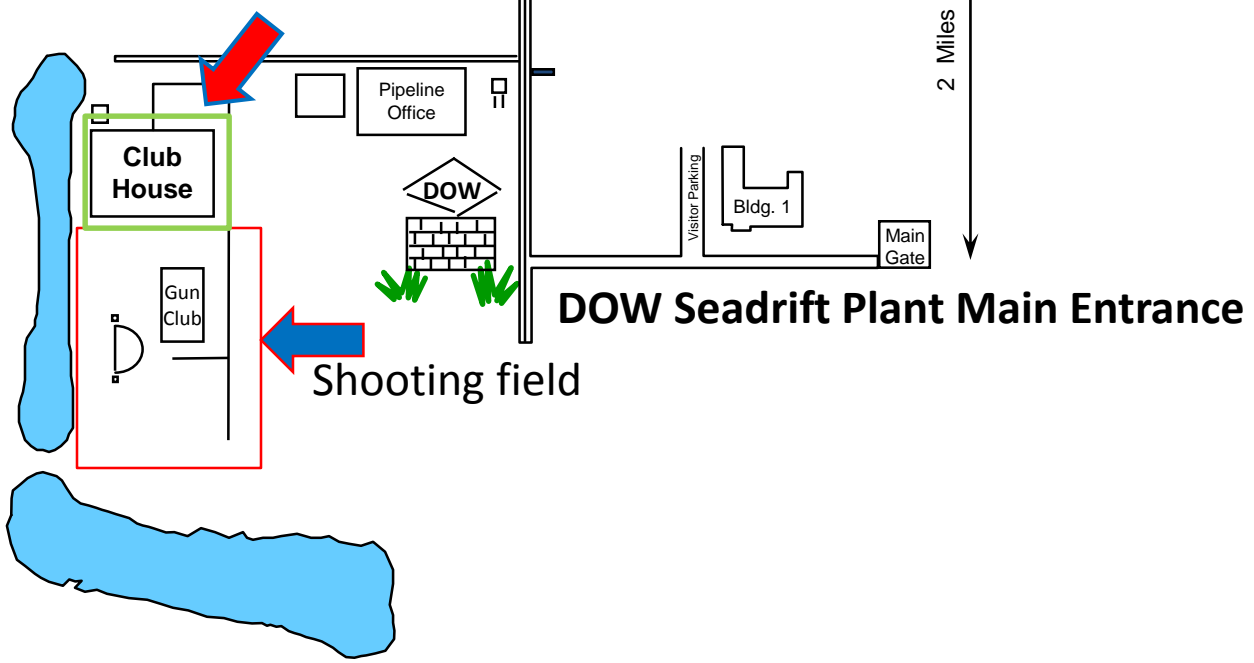 2 Miles
Pipeline
Office
Club
House
DOW
Visitor Parking
Bldg. 1
Main
Gate
Gun
Club
DOW Seadrift Plant Main Entrance
Shooting field